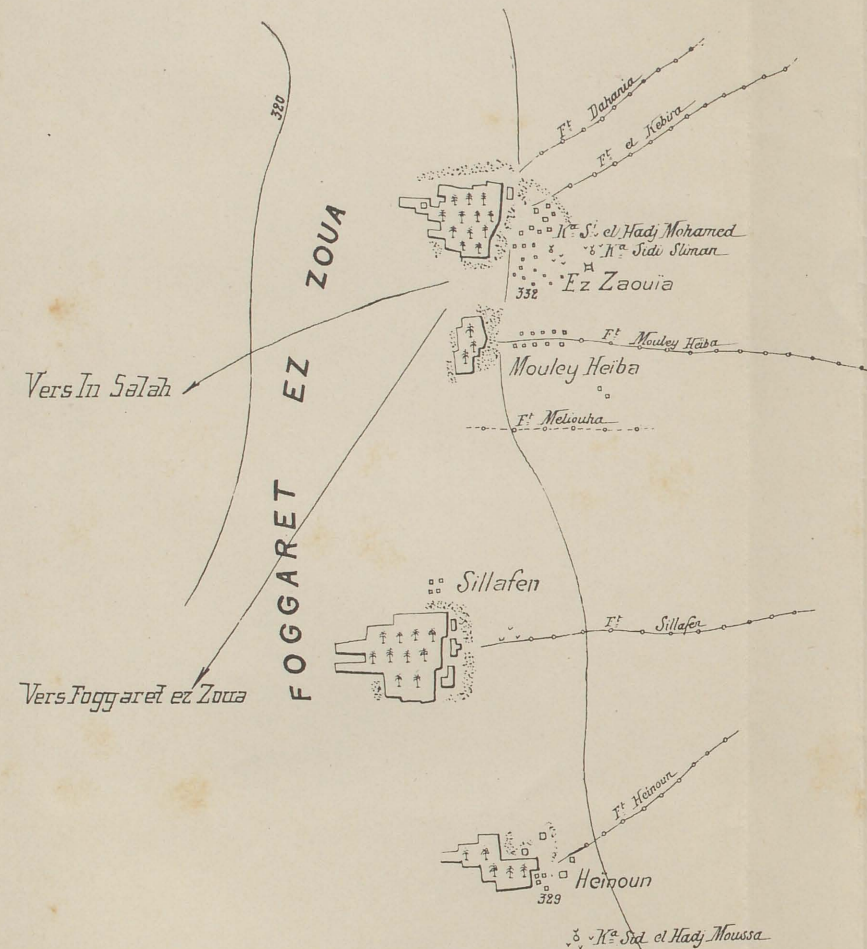 320
FOGGARET EZ ZOUA
Ft Dahania
Ft el Kebira
Ka Si el Hadj Mohamed
Ka Sidi Sliman
Ez Zaouïa
332
Ft Mouley Heïba
Mouley Heïba
Vers In Salah
Ft Meliouha
Sillafen
Ft Sillafen
Vers Foggaret ez Zoua
Ft Heinoun
Heïnoun
329
Ka Sid el Hadj Moussa